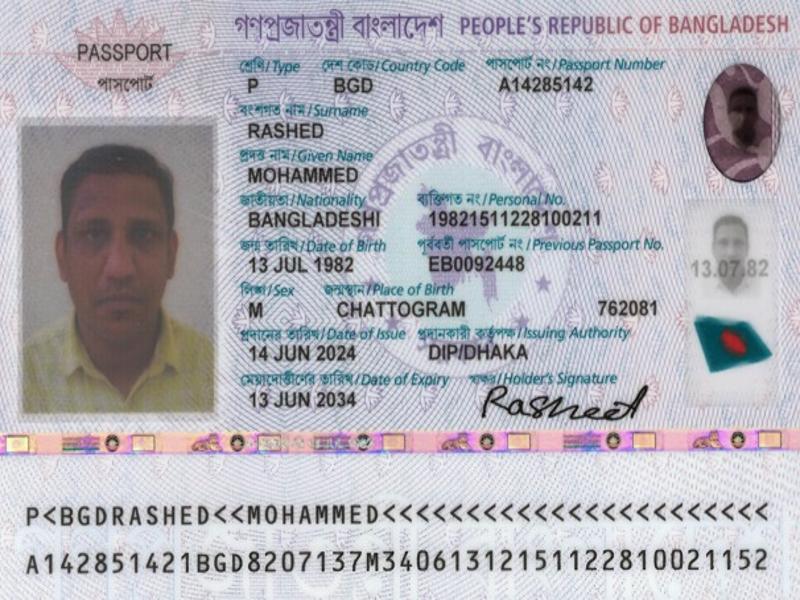 গণপ্রজাতন্ত্রী বাংলাদেশ PEOPLE'S REPUBLIC OF BANGLADESH
PASSPORT
পাসপোর্ট
শ্রেণি/Type দেশ কোড/Country Code পাসপোর্ট নং/Passport Number
P BGD A14285142
বংশগত নাম/Surname
RASHED
প্রদত্ত নাম/Given Name
MOHAMMED
জাতীয়তা/Nationality ব্যক্তিগত নং/Personal No.
BANGLADESHI 19821511228100211
জন্ম তারিখ/Date of Birth পূর্ববর্তী পাসপোর্ট নং/Previous Passport No.
13 JUL 1982 EB0092448
13.07.82
লিঙ্গ/Sex জন্মস্থান/Place of Birth
M CHATTOGRAM 762081
প্রদানের তারিখ/Date of Issue প্রদানকারী কর্তৃপক্ষ/Issuing Authority
14 JUN 2024 DIP/DHAKA
মেয়াদোত্তীর্ণের তারিখ/Date of Expiry স্বাক্ষর/Holder's Signature
13 JUN 2034 Rasheed
P<BGDRASHED<<MOHAMMED<<<<<<<<<<<<<<<<<<<<<<<
A142851421BGD8207137M34061312151122810021152